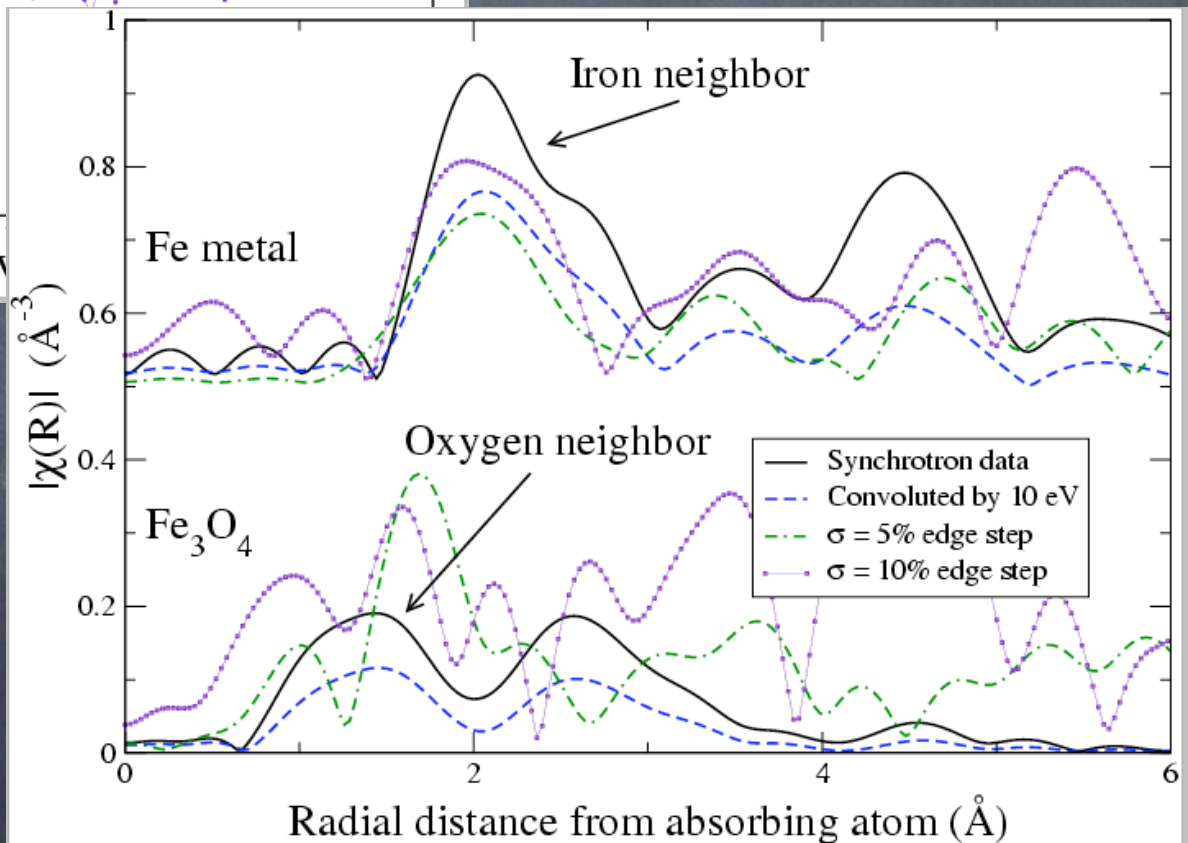 1
0.8
0.6
0.4
0.2
0
0
2
4
6
|χ(R)| (Å⁻³)
Iron neighbor
Fe metal
Oxygen neighbor
Fe₃O₄
Synchrotron data
Convoluted by 10 eV
σ = 5% edge step
σ = 10% edge step
Radial distance from absorbing atom (Å)